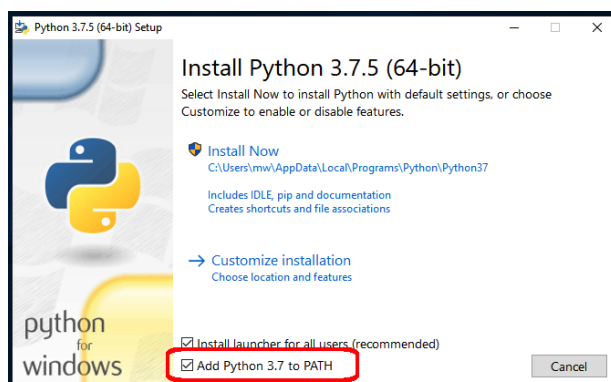 Python 3.7.5 (64-bit) Setup
Install Python 3.7.5 (64-bit)
Select Install Now to install Python with default settings, or choose
Customize to enable or disable features.
Install Now
C:\Users\mw\AppData\Local\Programs\Python\Python37
Includes IDLE, pip and documentation
Creates shortcuts and file associations
Customize installation
Choose location and features
python
for
windows
Install launcher for all users (recommended)
Add Python 3.7 to PATH
Cancel